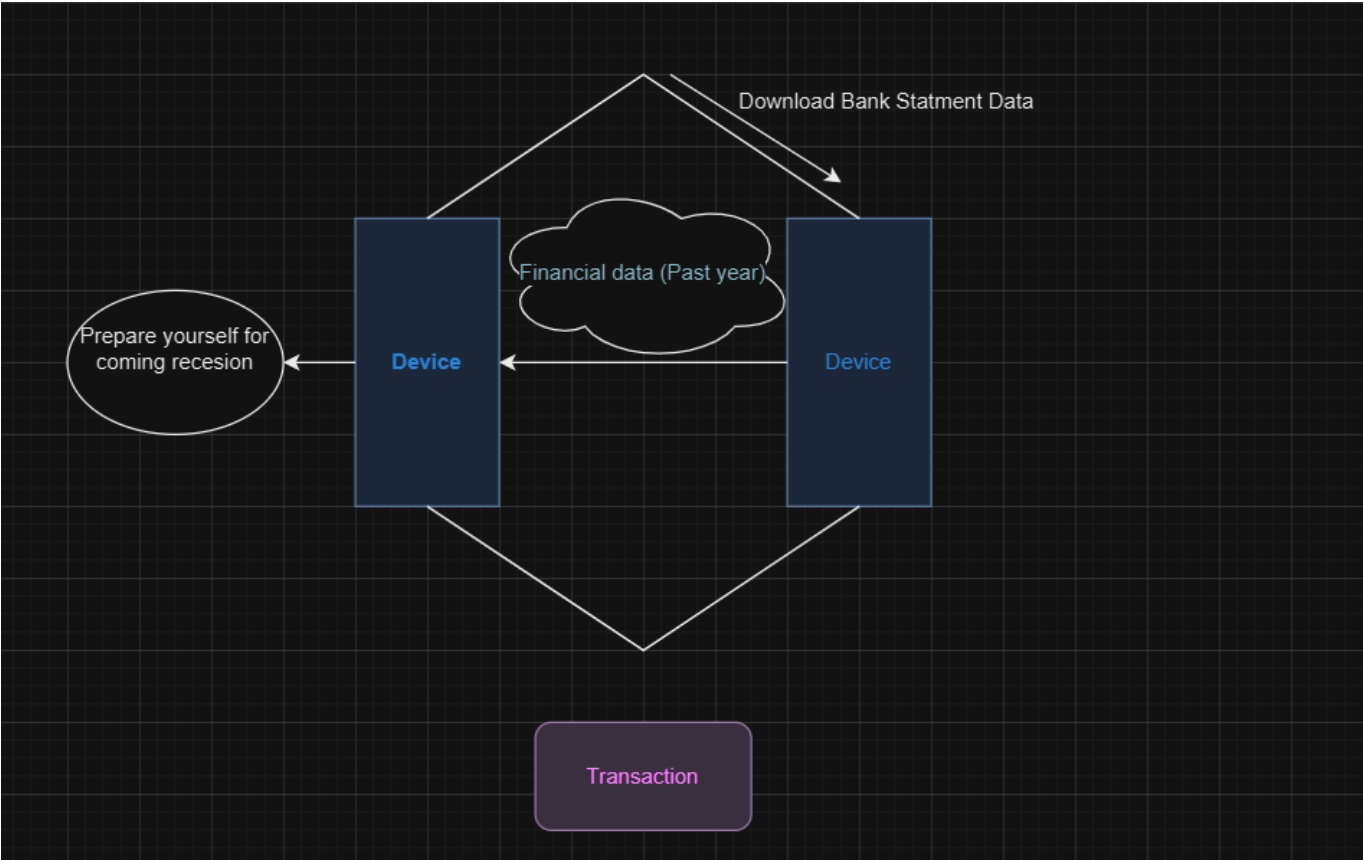 Download Bank Statment Data
Financial data (Past year)
Prepare yourself for
coming recesion
Device
Device
Transaction